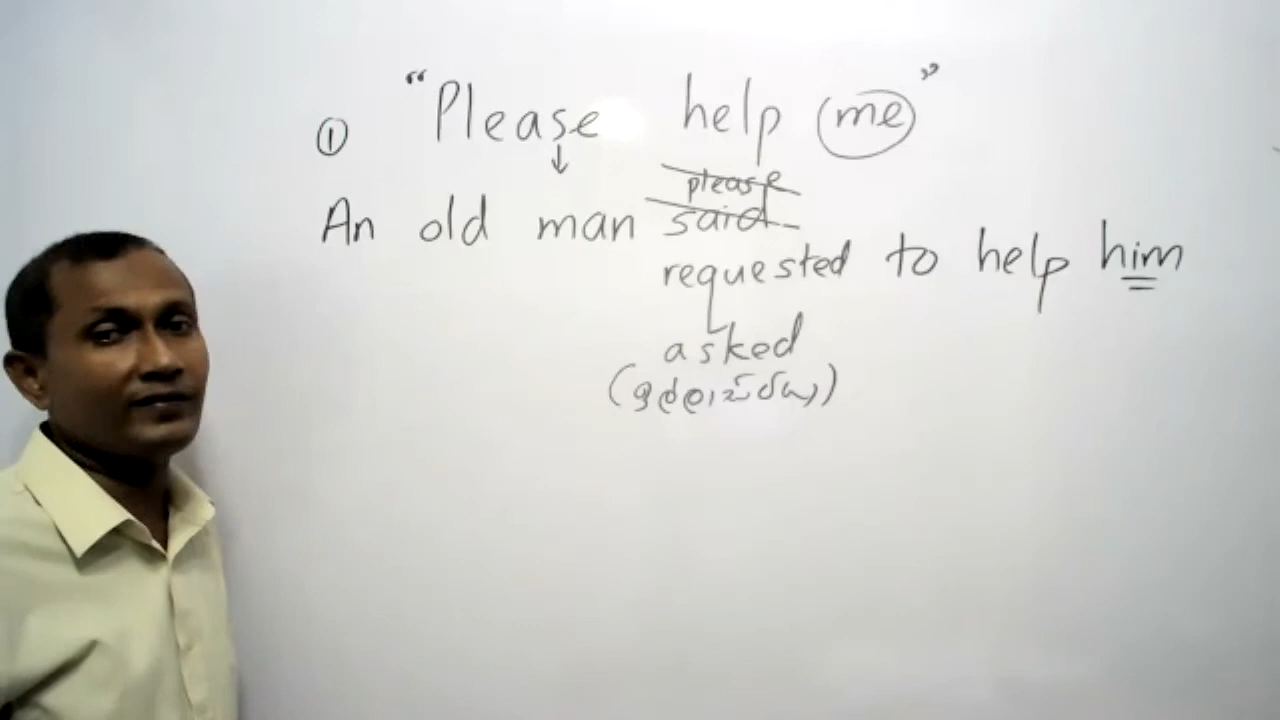 ① "Please help me"
↓
please
An old man said
requested to help him
asked